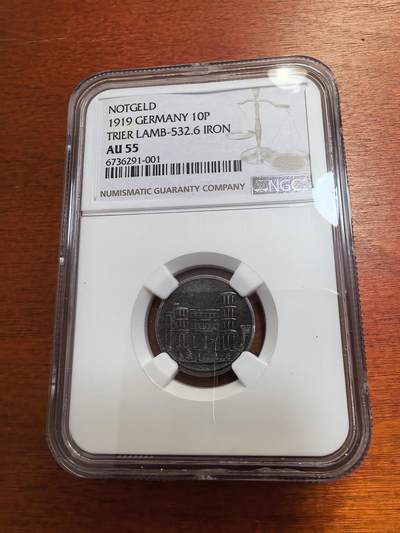 NOTGELD
1919 GERMANY 10P
TRIER LAMB-532.6 IRON
AU 55
6736291-001
NUMISMATIC GUARANTY COMPANY
NGC